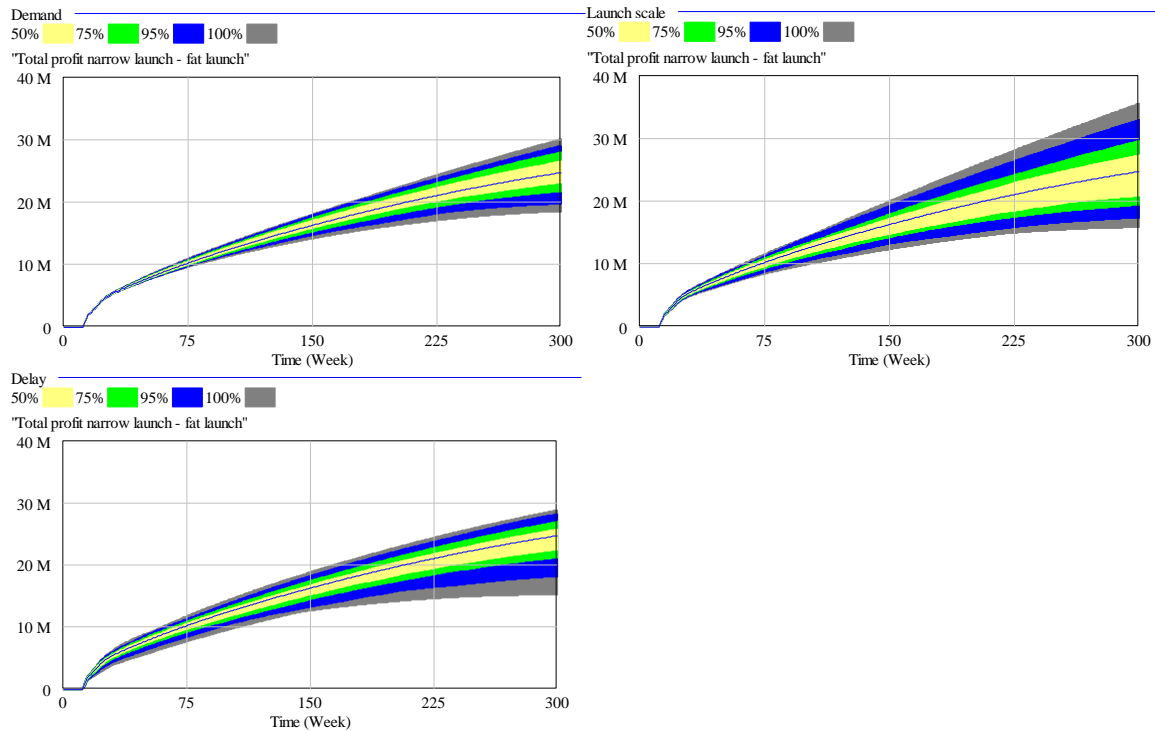 Demand
50% 75% 95% 100%
"Total profit narrow launch - fat launch"
40 M
30 M
20 M
10 M
0
0 75 150 225 300
Time (Week)
Launch scale
50% 75% 95% 100%
"Total profit narrow launch - fat launch"
40 M
30 M
20 M
10 M
0
0 75 150 225 300
Time (Week)
Delay
50% 75% 95% 100%
"Total profit narrow launch - fat launch"
40 M
30 M
20 M
10 M
0
0 75 150 225 300
Time (Week)